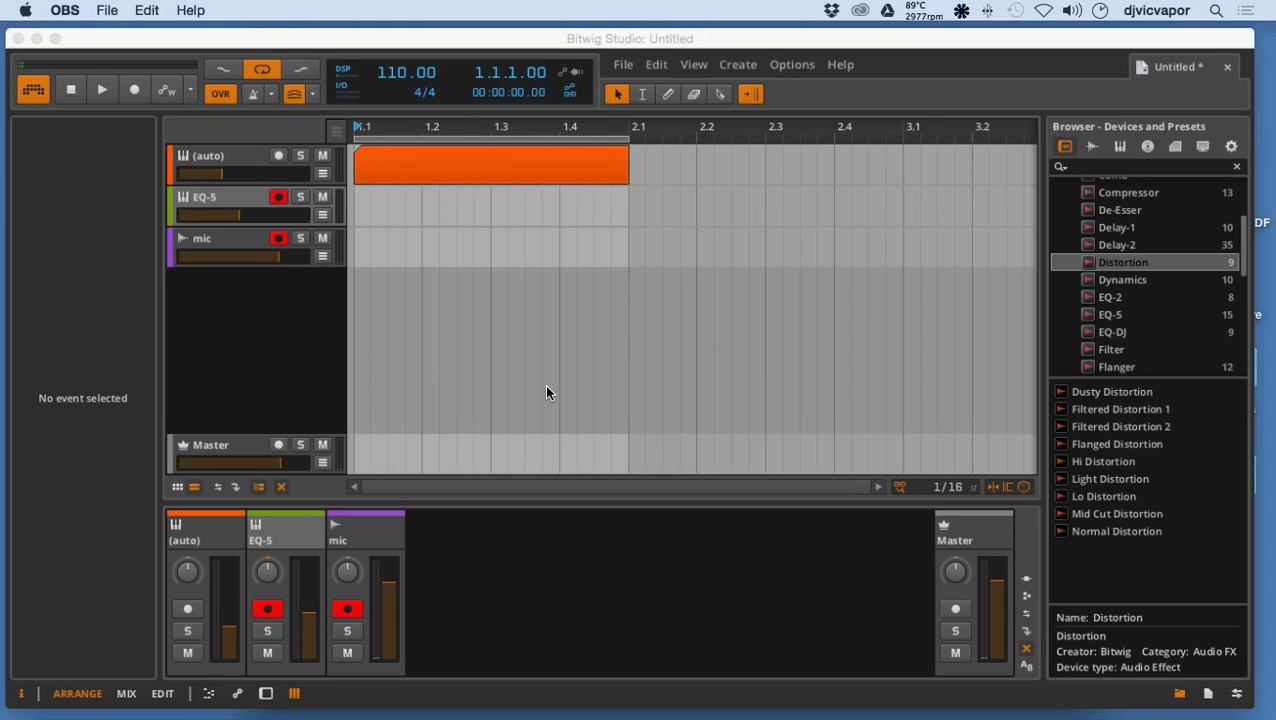 OBS File Edit Help 89°C 2977rpm djvicvapor
Bitwig Studio: Untitled
OVR
DSP 110.00 1.1.1.00
I/O 4/4 00:00:00.00
File Edit View Create Options Help
Untitled *
1.2 1.3 1.4 2.1 2.2 2.3 2.4 3.1 3.2
(auto) S M
EQ-5 S M
mic S M
Master S M
1/16
No event selected
(auto) S M
EQ-5 S M
mic S M
Master S M
ARRANGE MIX EDIT
Browser - Devices and Presets
Compressor 13
De-Esser
Delay-1 10
Delay-2 35
Distortion 9
Dynamics 10
EQ-2 8
EQ-5 15
EQ-DJ 9
Filter
Flanger 12
Dusty Distortion
Filtered Distortion 1
Filtered Distortion 2
Flanged Distortion
Hi Distortion
Light Distortion
Lo Distortion
Mid Cut Distortion
Normal Distortion
Name: Distortion
Distortion
Creator: Bitwig Category: Audio FX
Device type: Audio Effect
DF